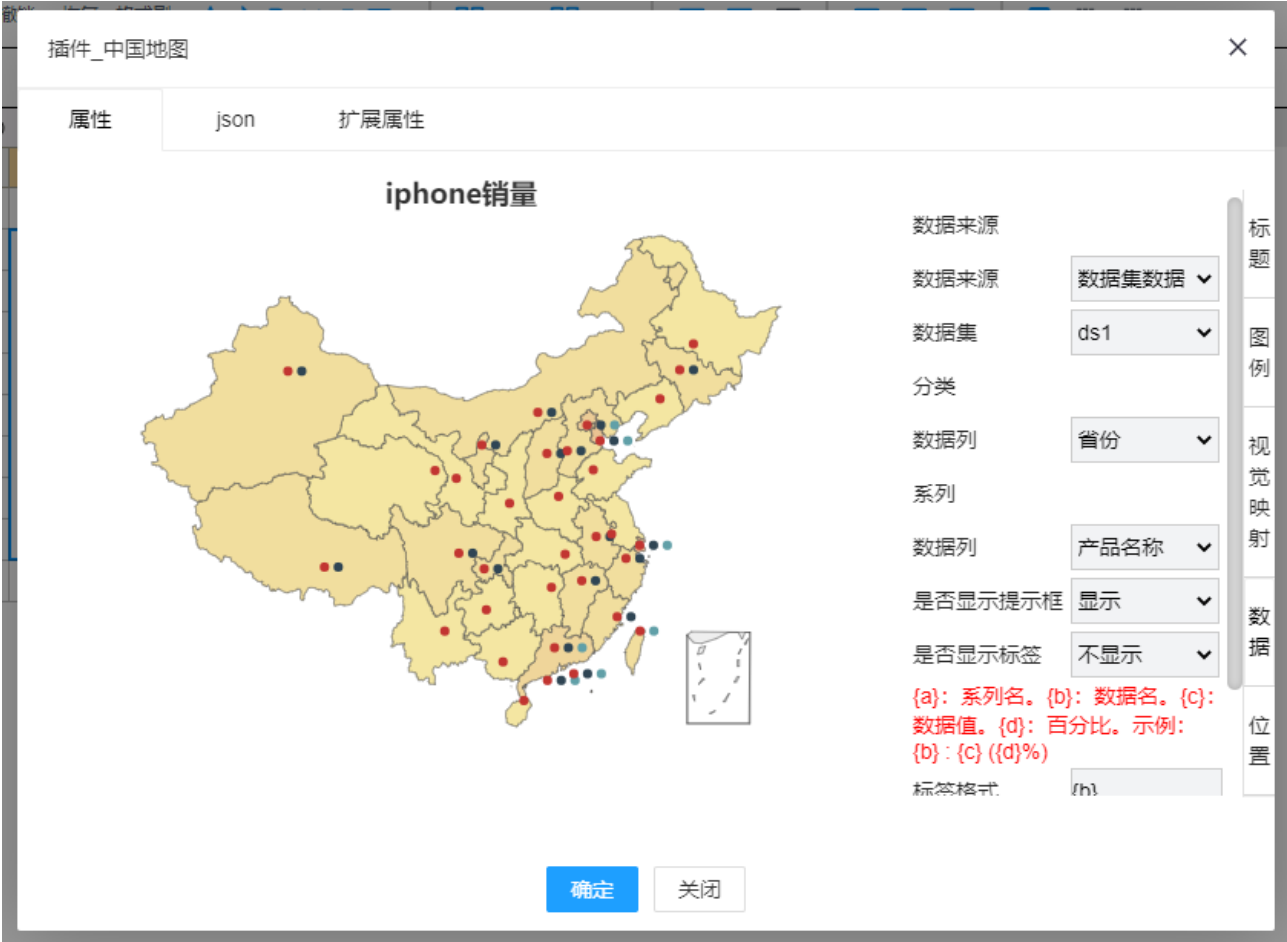 插件_中国地图
属性 json 扩展属性
iphone销量
数据来源
数据来源 数据集数据
数据集 ds1
分类
数据列 省份
系列
数据列 产品名称
是否显示提示框 显示
是否显示标签 不显示
{a}：系列名。{b}：数据名。{c}：
数据值。{d}：百分比。示例：
{b} : {c} ({d}%)
标签格式 {b}
标题
图例
视觉映射
数据
位置
确定 关闭